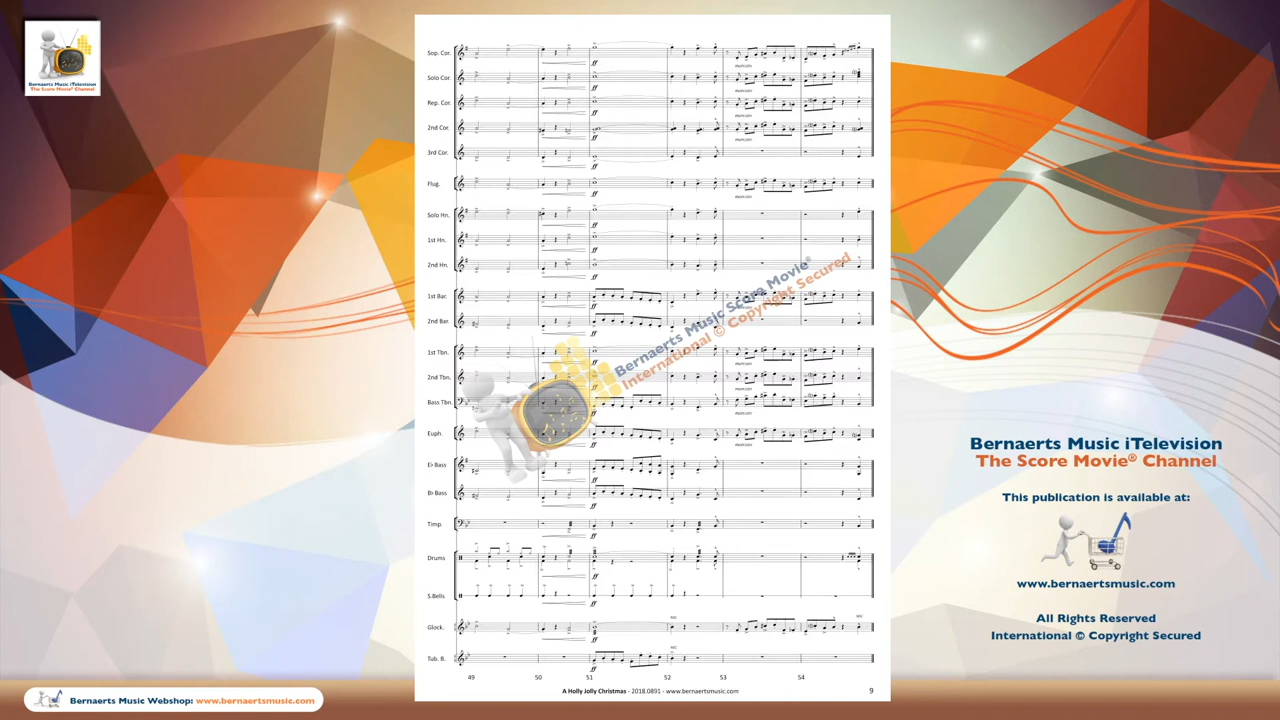 Bernaerts Music iTelevision
The Score Movie® Channel
Sop. Cor.
Solo Cor.
Rep. Cor.
2nd Cor.
3rd Cor.
Flug.
Solo Hn.
1st Hn.
2nd Hn.
1st Bar.
2nd Bar.
1st Tbn.
2nd Tbn.
Bass Tbn.
Euph.
E♭ Bass
B♭ Bass
Timp.
Drums
S.Bells
Glock.
Tub. B.
ff
49 50 51 52 53 54
A Holly Jolly Christmas - 2018.0891 - www.bernaertsmusic.com
9
Bernaerts Music Score Movie®
International © Copyright Secured
Bernaerts Music iTelevision
The Score Movie® Channel
This publication is available at:
www.bernaertsmusic.com
All Rights Reserved
International © Copyright Secured
Bernaerts Music Webshop: www.bernaertsmusic.com